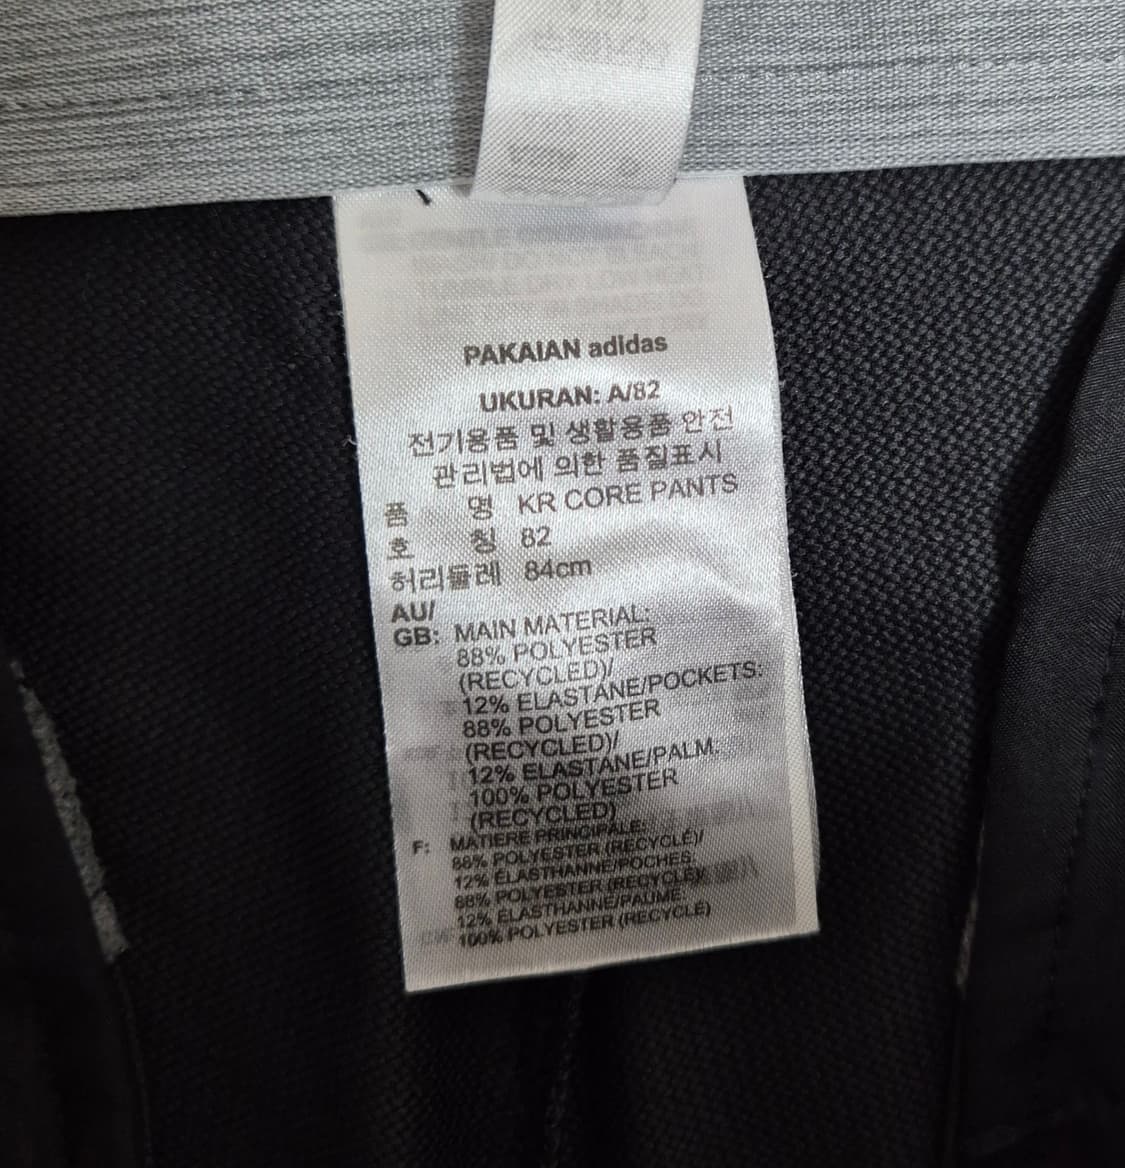 PAKAIAN adidas
UKURAN: A/82
전기용품 및 생활용품 안전
관리법에 의한 품질표시
품 명 KR CORE PANTS
호 칭 82
허리둘레 84cm
AU/
GB: MAIN MATERIAL:
88% POLYESTER
(RECYCLED)/
12% ELASTANE/POCKETS:
88% POLYESTER
(RECYCLED)/
12% ELASTANE/PALM:
100% POLYESTER
(RECYCLED)
F: MATIERE PRINCIPALE:
88% POLYESTER (RECYCLÉ)/
12% ÉLASTHANNE/POCHES:
88% POLYESTER (RECYCLÉ)/
12% ÉLASTHANNE/PAUME:
100% POLYESTER (RECYCLÉ)